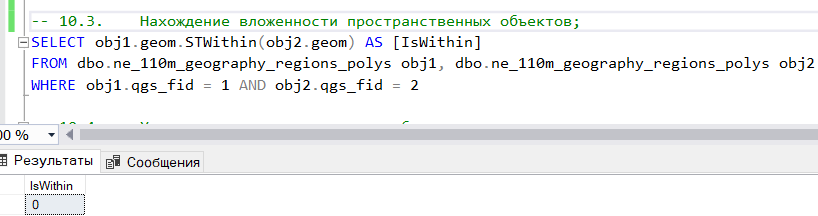 -- 10.3.    Нахождение вложенности пространственных объектов;
SELECT obj1.geom.STWithin(obj2.geom) AS [IsWithin]
FROM dbo.ne_110m_geography_regions_polys obj1, dbo.ne_110m_geography_regions_polys obj2
WHERE obj1.qgs_fid = 1 AND obj2.qgs_fid = 2
00 %
Результаты Сообщения
IsWithin
0